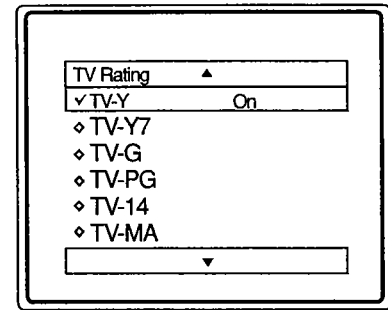 TV Rating ▲
✓ TV-Y On
⋄ TV-Y7
⋄ TV-G
⋄ TV-PG
⋄ TV-14
⋄ TV-MA
▼